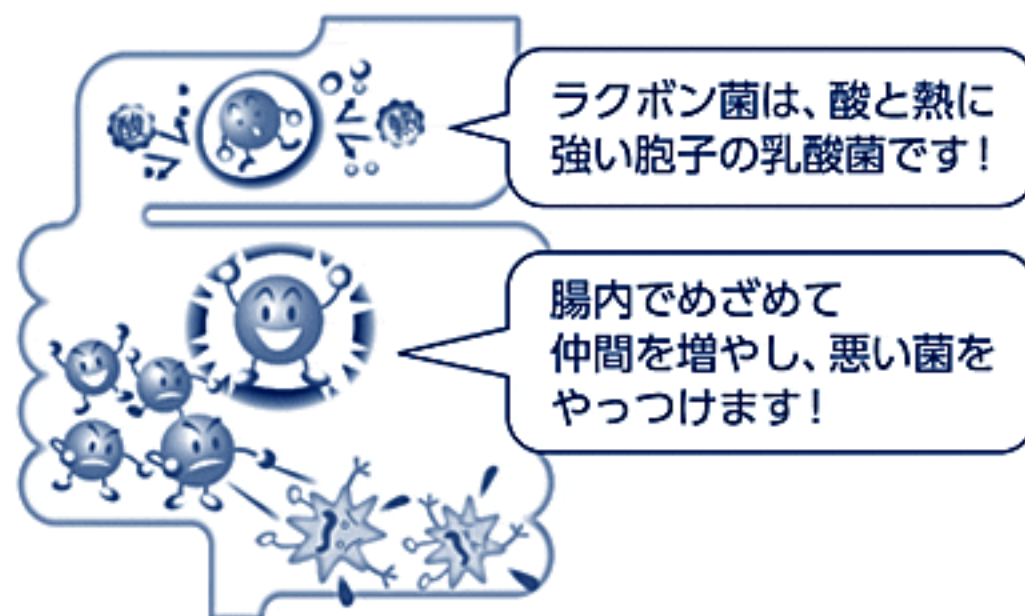 酸
熱
ラクボン菌は、酸と熱に
強い胞子の乳酸菌です!
腸内でめざめて
仲間を増やし、悪い菌を
やっつけます!